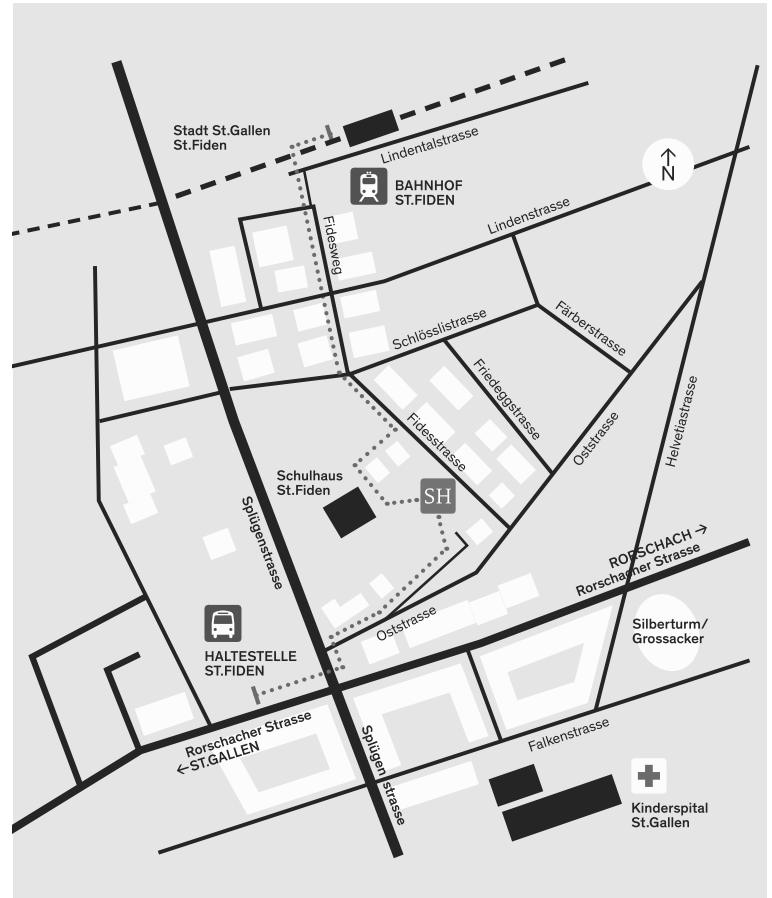 Stadt St.Gallen
St.Fiden
Lindentalstrasse
BAHNHOF
ST.FIDEN
N
Lindenstrasse
Fidesweg
Schlösslistrasse
Färberstrasse
Friedeggstrasse
Fidesstrasse
Oststrasse
Helvetiastrasse
Schulhaus
St.Fiden
SH
Splügenstrasse
RORSCHACH →
Rorschacher Strasse
Silberturm/
Grossacker
Oststrasse
HALTESTELLE
ST.FIDEN
Rorschacher Strasse
←ST.GALLEN
Splügenstrasse
Falkenstrasse
Kinderspital
St.Gallen